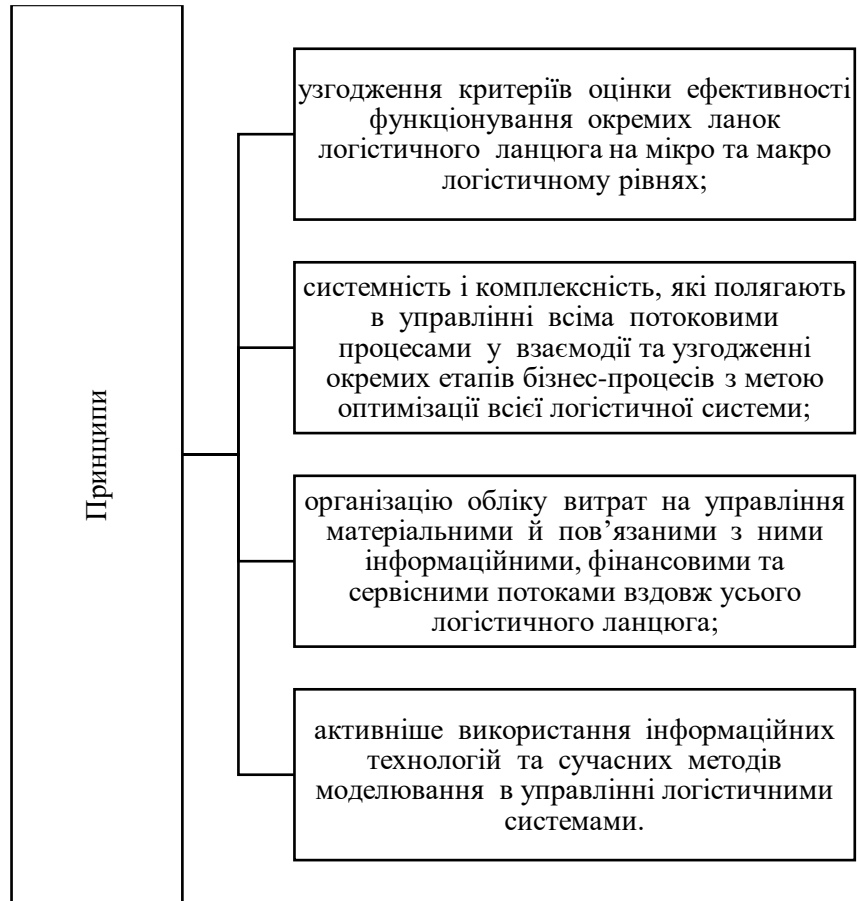 Принципи
узгодження критеріїв оцінки ефективності
функціонування окремих ланок
логістичного ланцюга на мікро та макро
логістичному рівнях;
системність і комплексність, які полягають
в управлінні всіма потоковими
процесами у взаємодії та узгодженні
окремих етапів бізнес-процесів з метою
оптимізації всієї логістичної системи;
організацію обліку витрат на управління
матеріальними й пов’язаними з ними
інформаційними, фінансовими та
сервісними потоками вздовж усього
логістичного ланцюга;
активніше використання інформаційних
технологій та сучасних методів
моделювання в управлінні логістичними
системами.